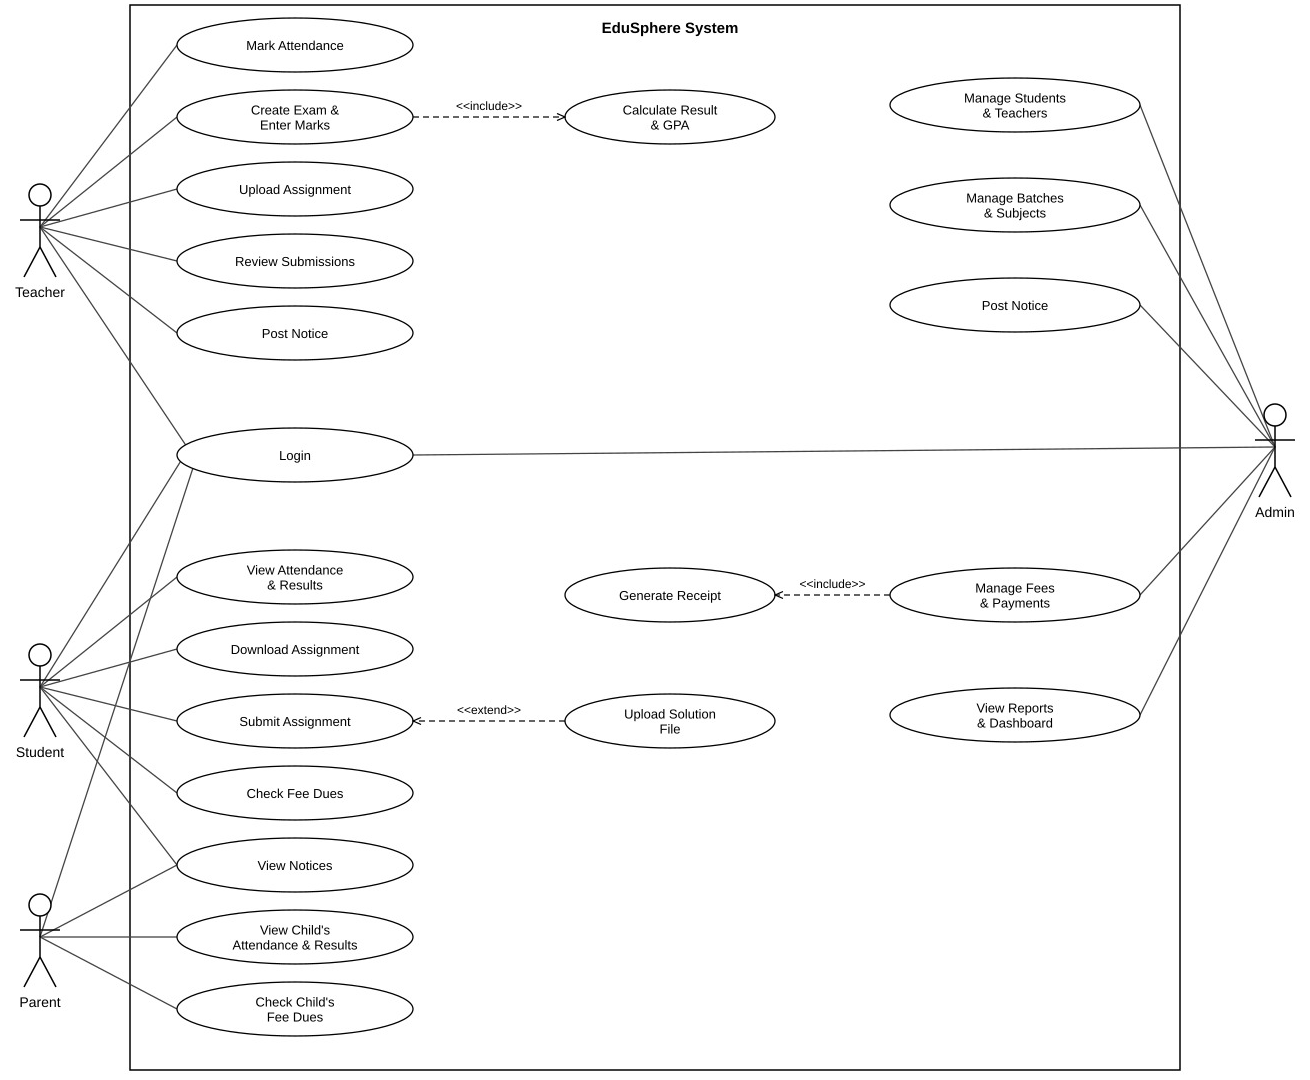 EduSphere System
Mark Attendance
Create Exam &
Enter Marks
<<include>>
Calculate Result
& GPA
Manage Students
& Teachers
Upload Assignment
Manage Batches
& Subjects
Review Submissions
Teacher
Post Notice
Post Notice
Login
Admin
View Attendance
& Results
Generate Receipt
<<include>>
Manage Fees
& Payments
Download Assignment
Submit Assignment
<<extend>>
Upload Solution
File
View Reports
& Dashboard
Student
Check Fee Dues
View Notices
View Child's
Attendance & Results
Parent
Check Child's
Fee Dues